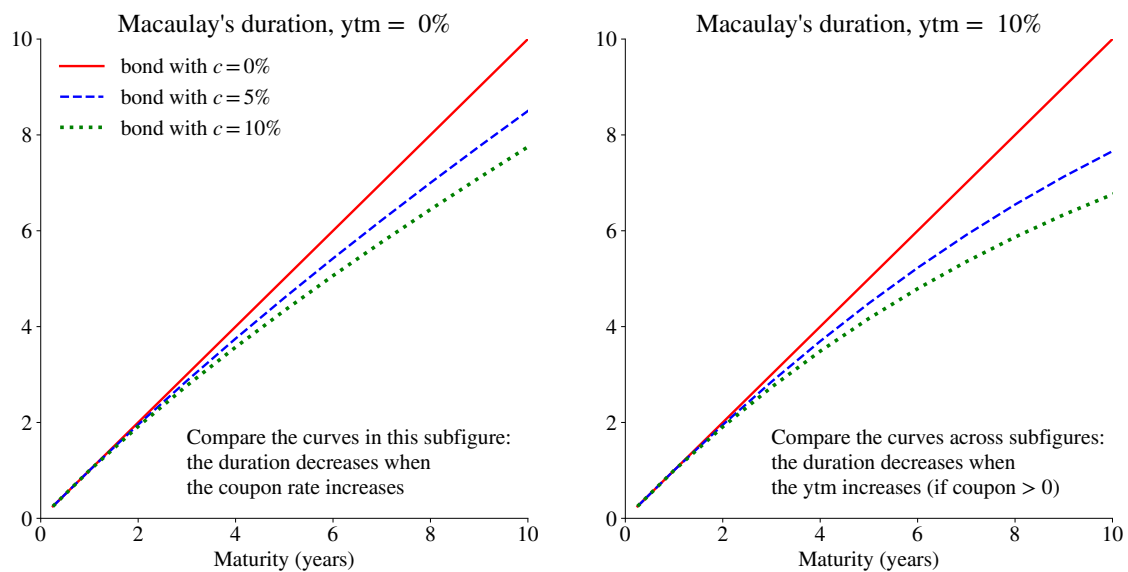 Macaulay's duration, ytm = 0%
10
8
6
4
2
0
bond with c = 0%
bond with c = 5%
bond with c = 10%
Compare the curves in this subfigure:
the duration decreases when
the coupon rate increases
0 2 4 6 8 10
Maturity (years)
Macaulay's duration, ytm = 10%
10
8
6
4
2
0
Compare the curves across subfigures:
the duration decreases when
the ytm increases (if coupon > 0)
0 2 4 6 8 10
Maturity (years)